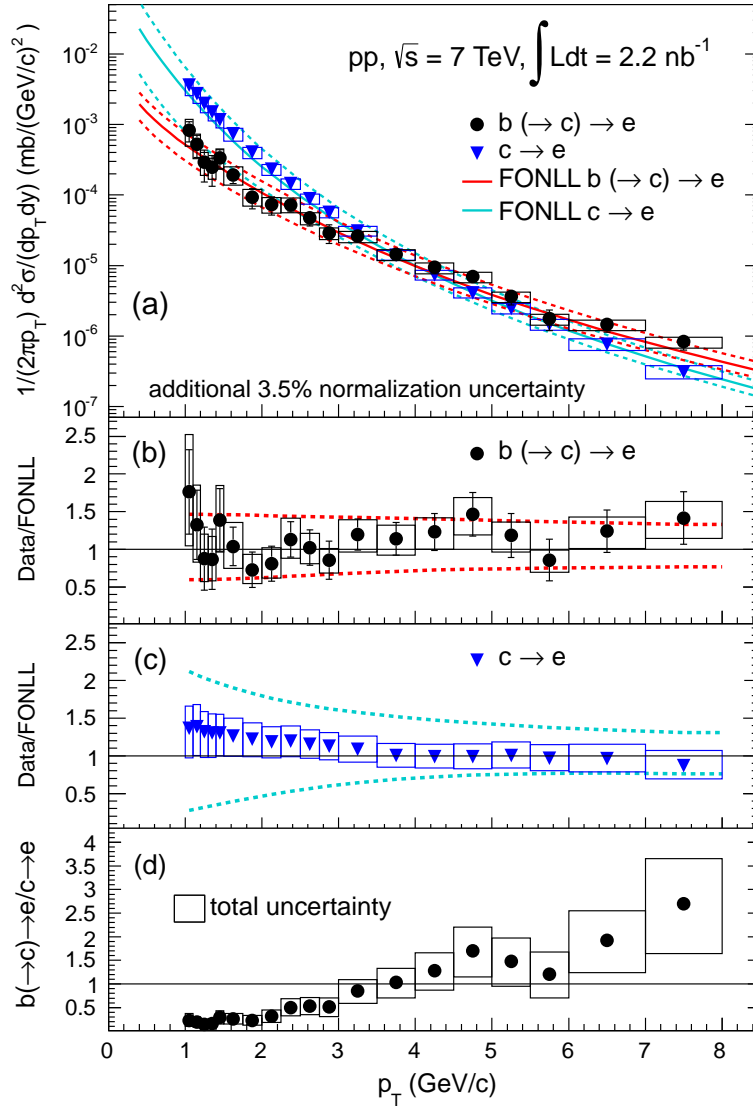 pp, √s = 7 TeV, ∫Ldt = 2.2 nb⁻¹
b (→ c) → e
c → e
FONLL b (→ c) → e
FONLL c → e
1/(2πp_T) d²σ/(dp_Tdy) (mb/(GeV/c)²)
10⁻²
10⁻³
10⁻⁴
10⁻⁵
10⁻⁶
10⁻⁷
(a)
additional 3.5% normalization uncertainty
Data/FONLL
2.5
2
1.5
1
0.5
(b)
b (→ c) → e
Data/FONLL
2.5
2
1.5
1
0.5
(c)
c → e
b(→c)→e/c→e
4
3.5
3
2.5
2
1.5
1
0.5
(d)
total uncertainty
0 1 2 3 4 5 6 7 8
p_T (GeV/c)